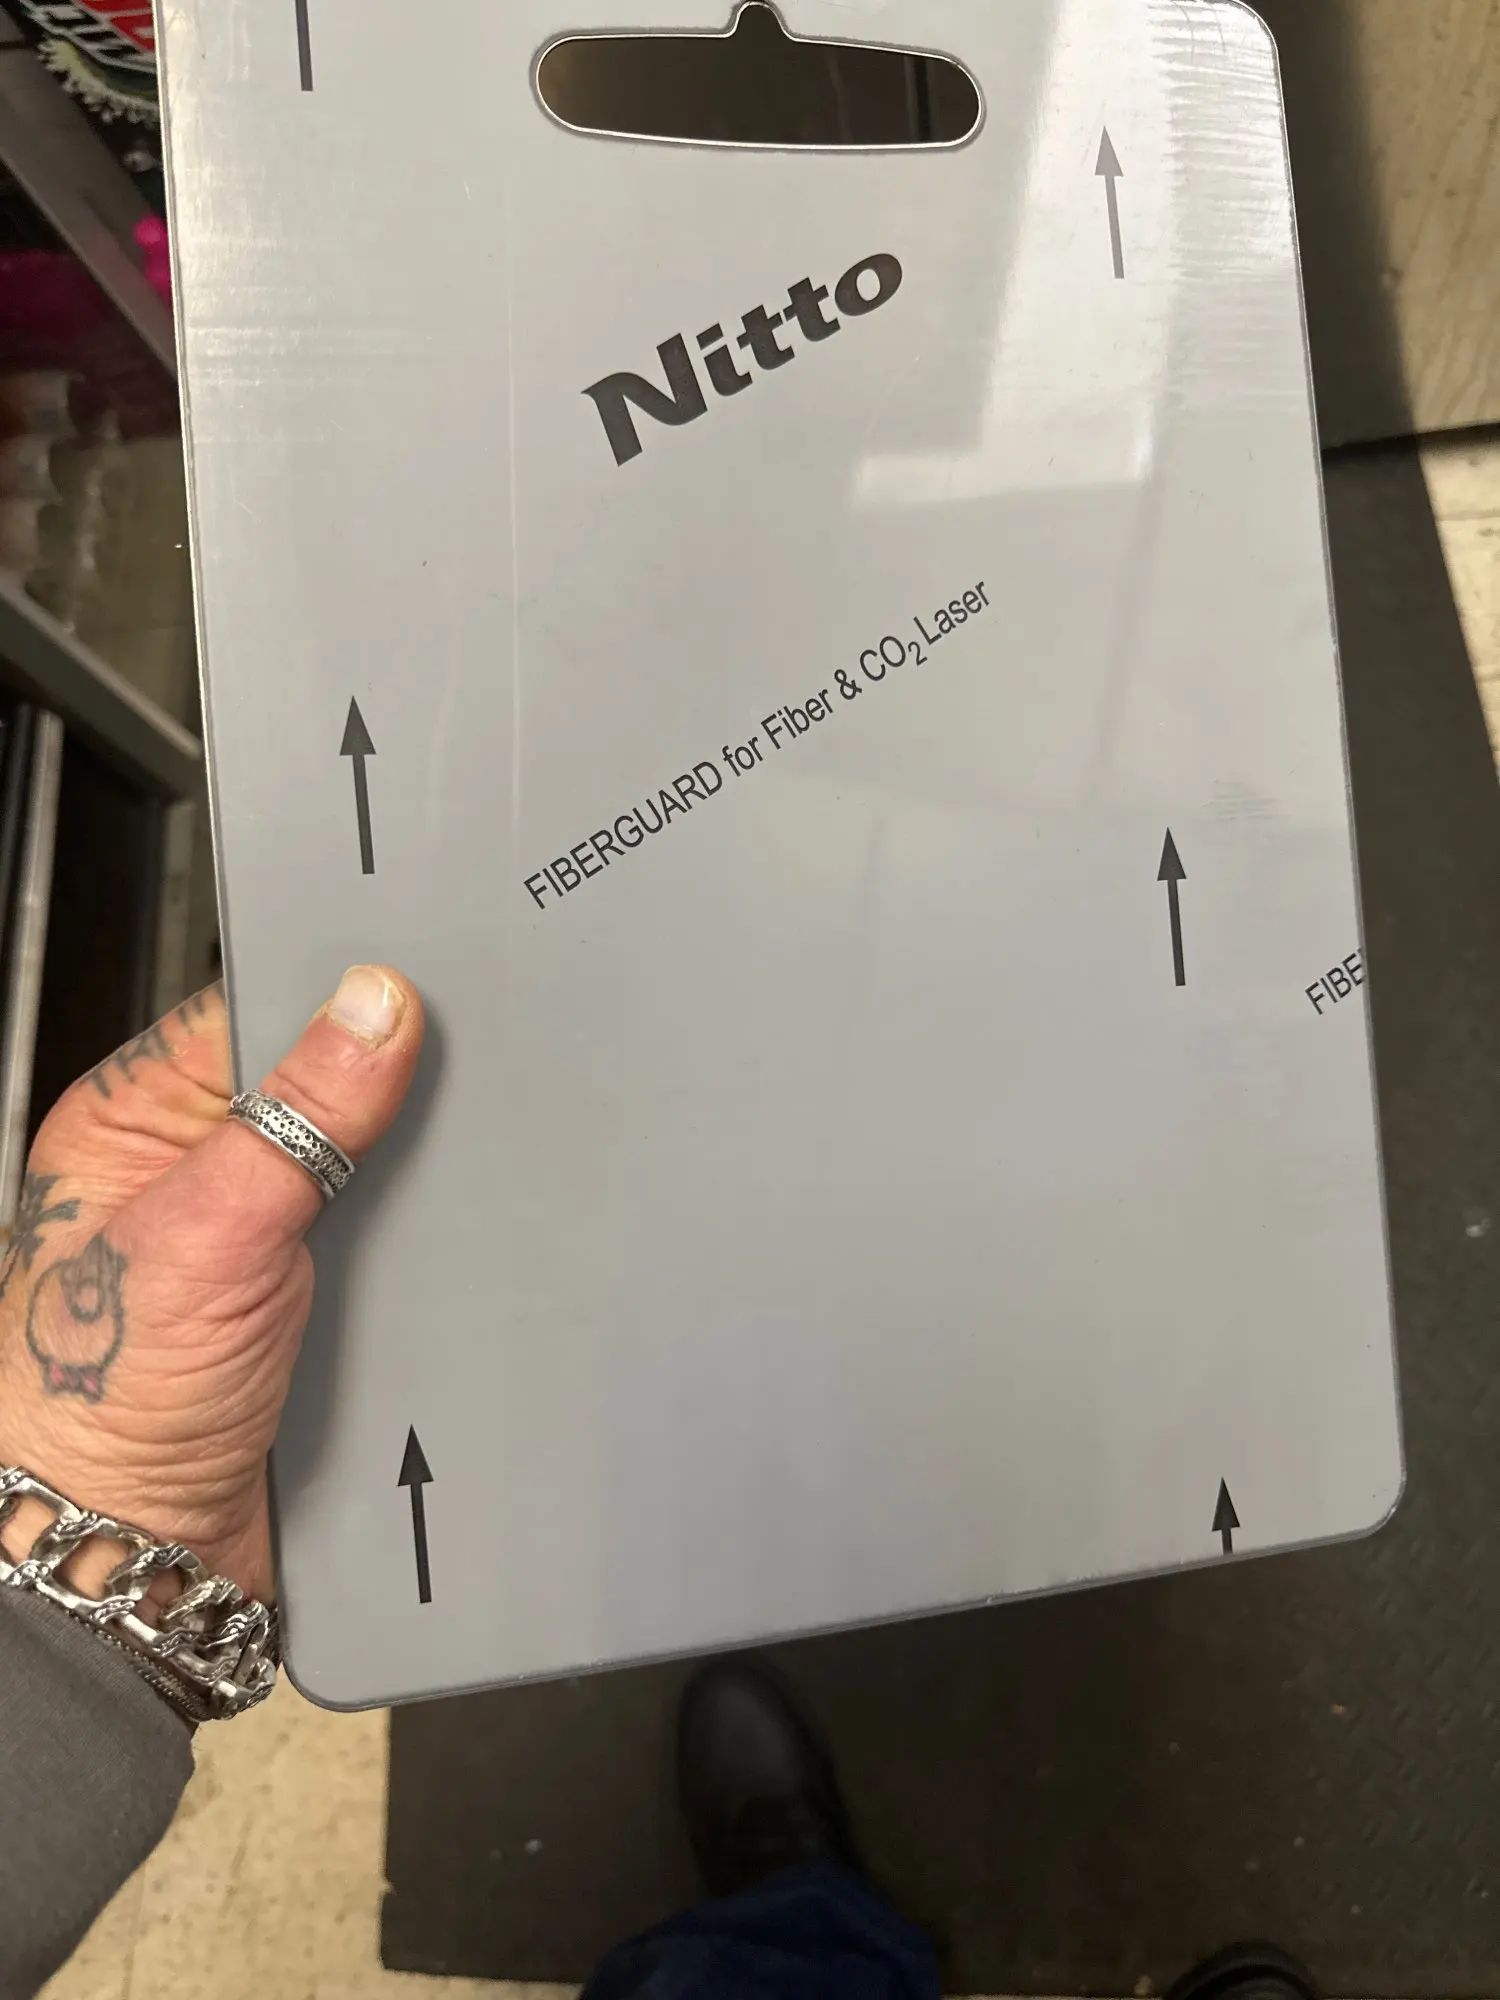 Nitto
FIBERGUARD for Fiber & CO₂ Laser
FIBE